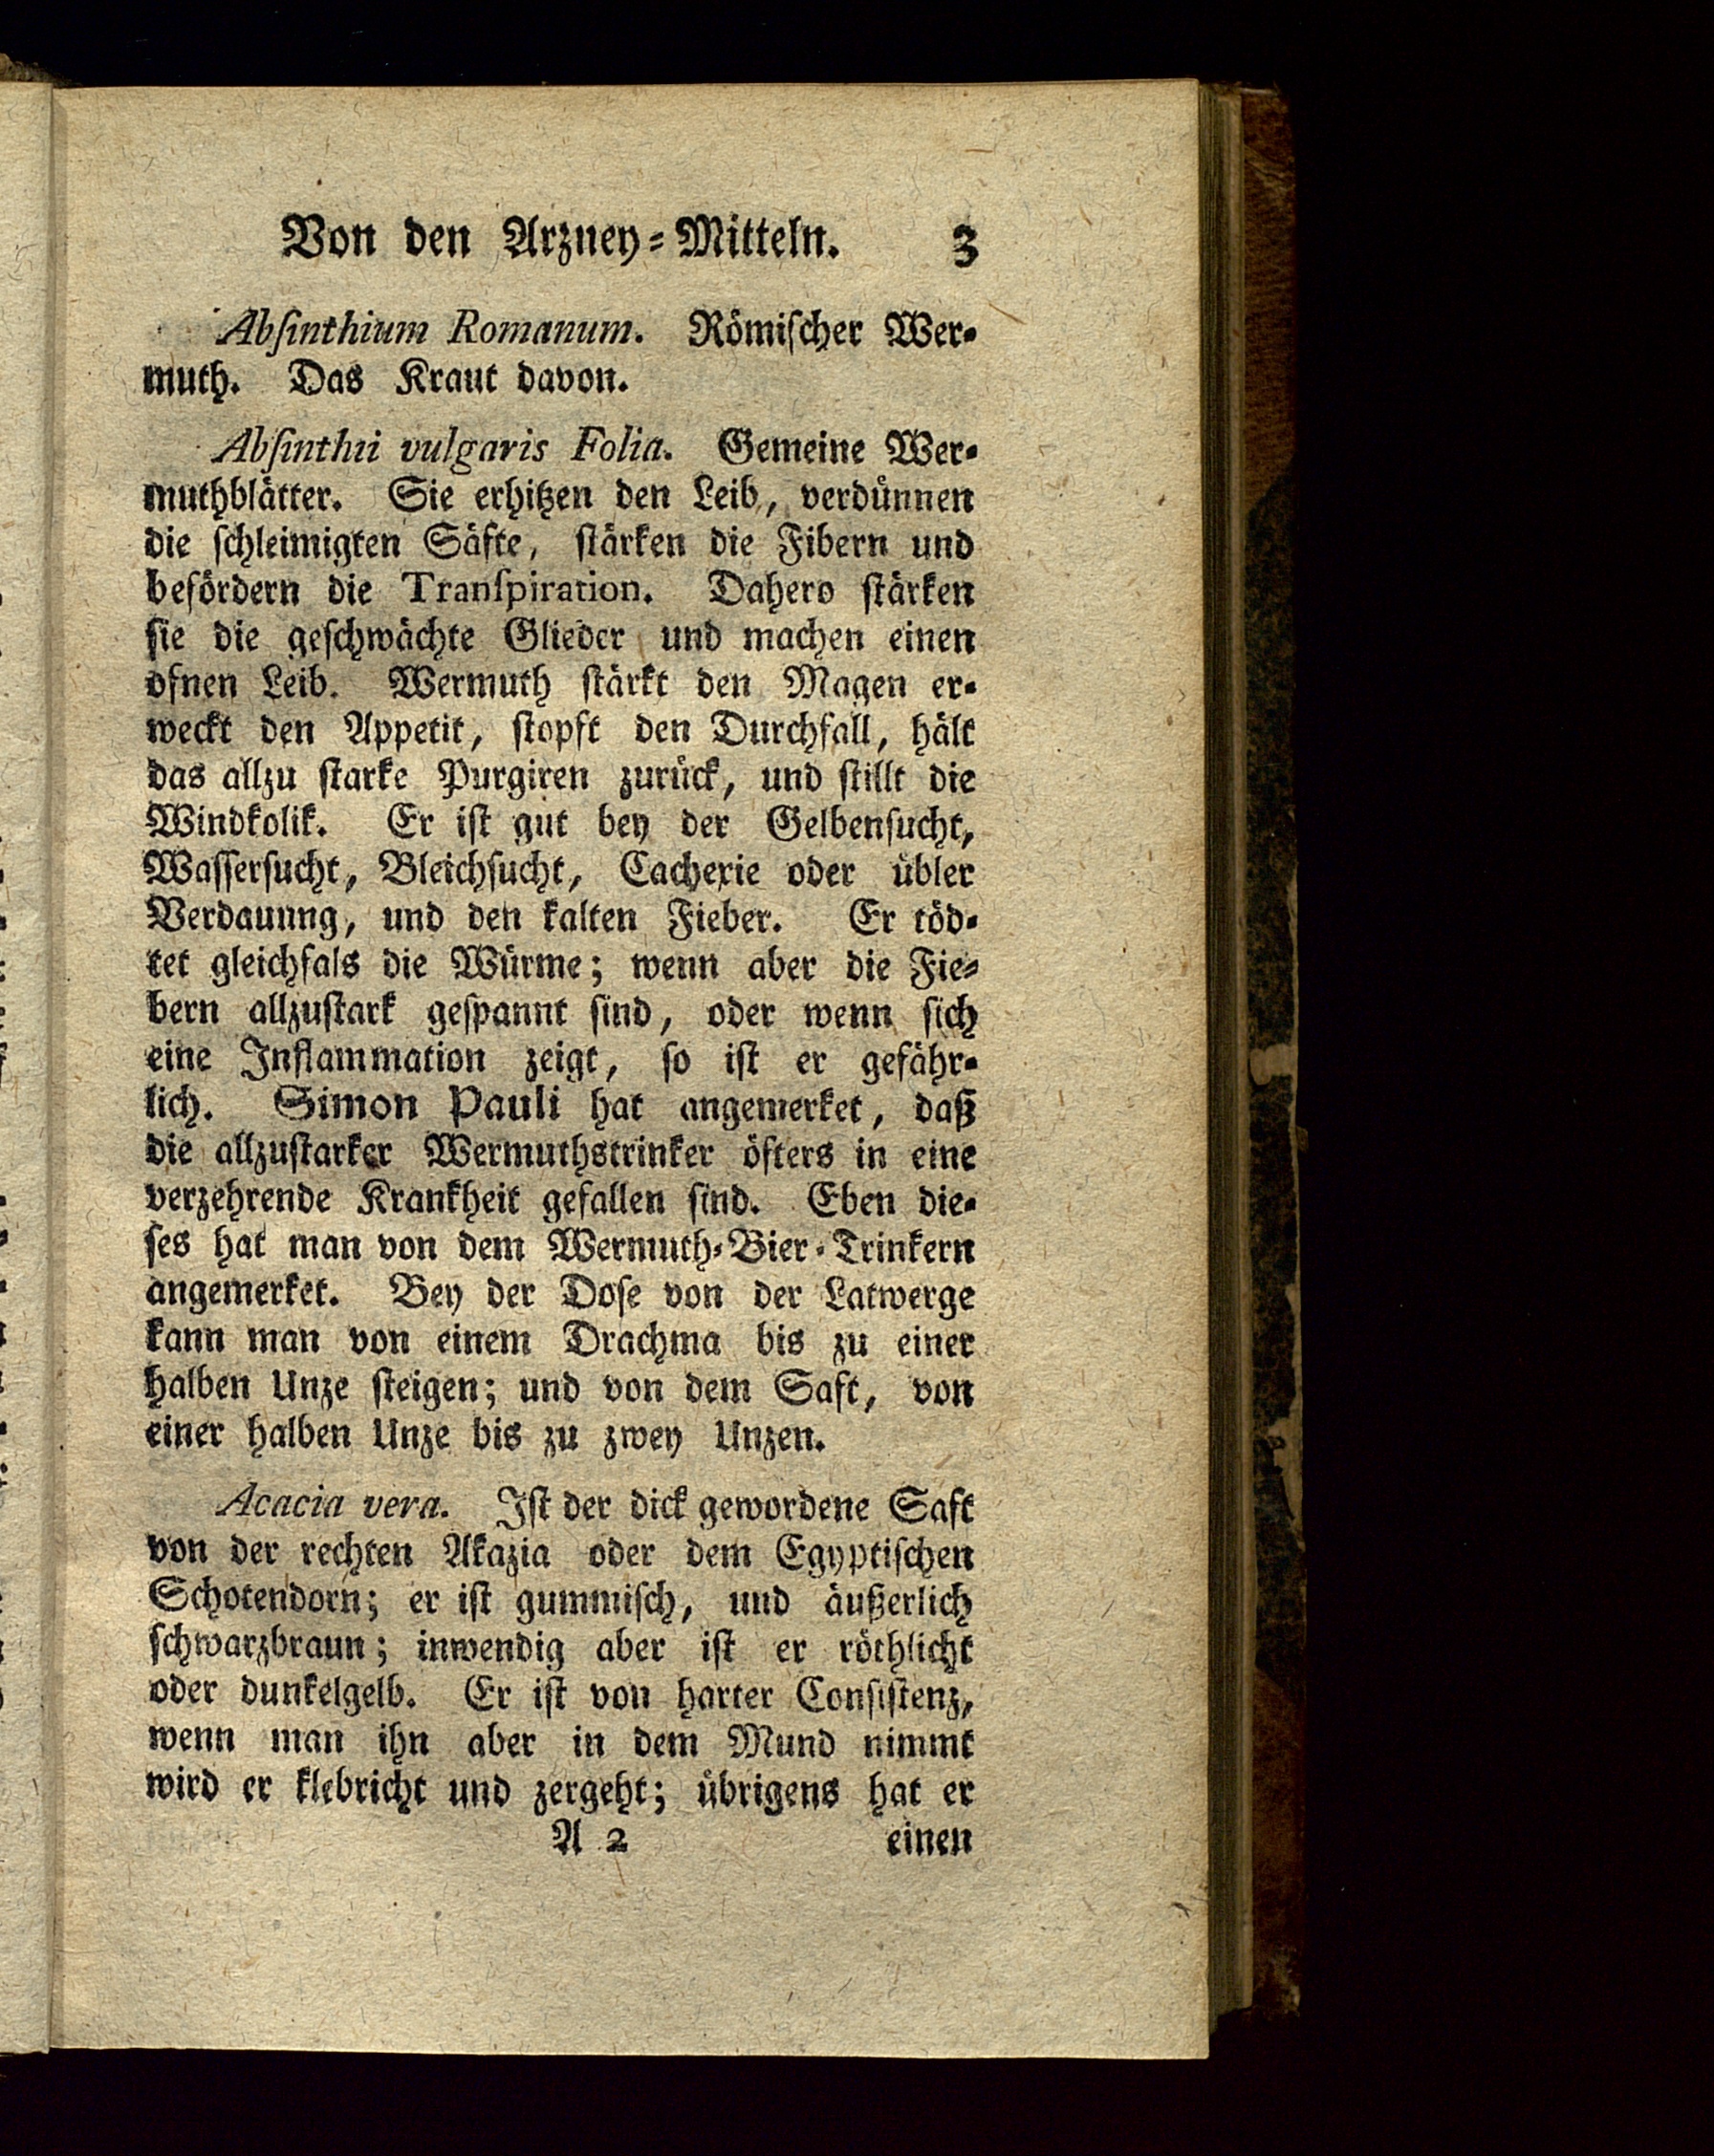 Von den Arzney-Mitteln. 3
Abſinthium Romanum. Römiſcher Wer-
muth. Das Kraut davon.
Abſinthii vulgaris Folia. Gemeine Wer-
muthblätter. Sie erhitzen den Leib, verdünnen
die ſchleimigten Säfte, ſtärken die Fibern und
befördern die Tranſpiration. Dahero ſtärken
ſie die geſchwächte Glieder und machen einen
ofnen Leib. Wermuth ſtärkt den Magen er-
weckt den Appetit, ſtopft den Durchfall, hält
das allzu ſtarke Purgiren zurück, und ſtillt die
Windkolik. Er iſt gut bey der Gelbenſucht,
Waſſerſucht, Bleichſucht, Cachexie oder übler
Verdauung, und den kalten Fieber. Er töd-
tet gleichfals die Würme; wenn aber die Fie-
bern allzuſtark geſpannt ſind, oder wenn ſich
eine Inflammation zeigt, ſo iſt er gefähr-
lich. Simon Pauli hat angemerket, daß
die allzuſtarker Wermuthstrinker öfters in eine
verzehrende Krankheit gefallen ſind. Eben die-
ſes hat man von dem Wermuth-Bier-Trinkern
angemerket. Bey der Doſe von der Latwerge
kann man von einem Drachma bis zu einer
halben Unze ſteigen; und von dem Saft, von
einer halben Unze bis zu zwey Unzen.
Acacia vera. Iſt der dick gewordene Saft
von der rechten Akazia oder dem Egyptiſchen
Schotendorn; er iſt gummiſch, und äußerlich
ſchwarzbraun; inwendig aber iſt er röthlicht
oder dunkelgelb. Er iſt von harter Conſiſtenz,
wenn man ihn aber in dem Mund nimmt
wird er klebricht und zergeht; übrigens hat er
A 2 einen